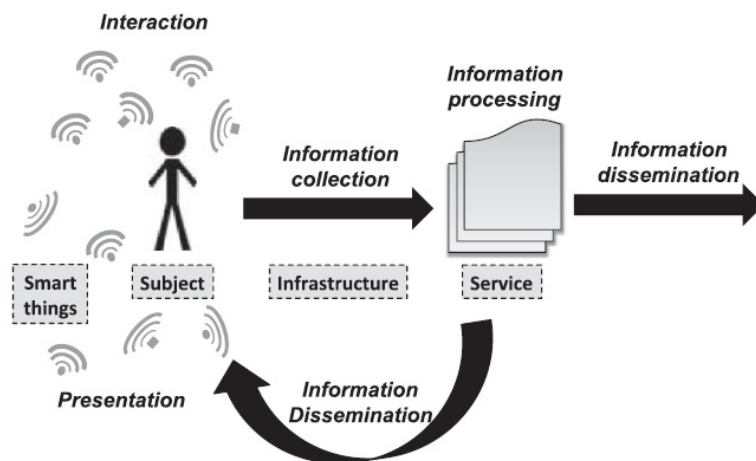 Interaction
Information
processing
Information
collection
Information
dissemination
Smart
things
Subject
Infrastructure
Service
Presentation
Information
Dissemination